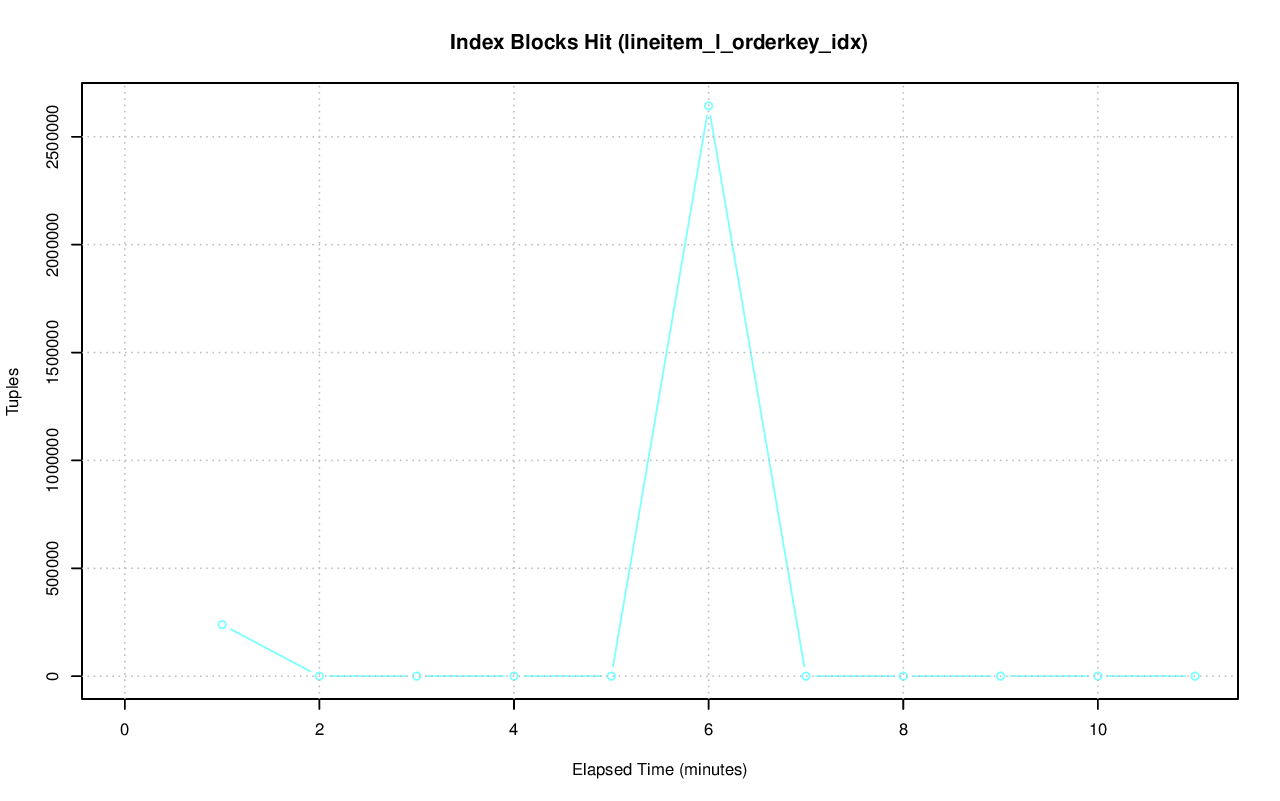 Index Blocks Hit (lineitem_l_orderkey_idx)
Tuples
2500000
2000000
1500000
1000000
500000
0
0 2 4 6 8 10
Elapsed Time (minutes)